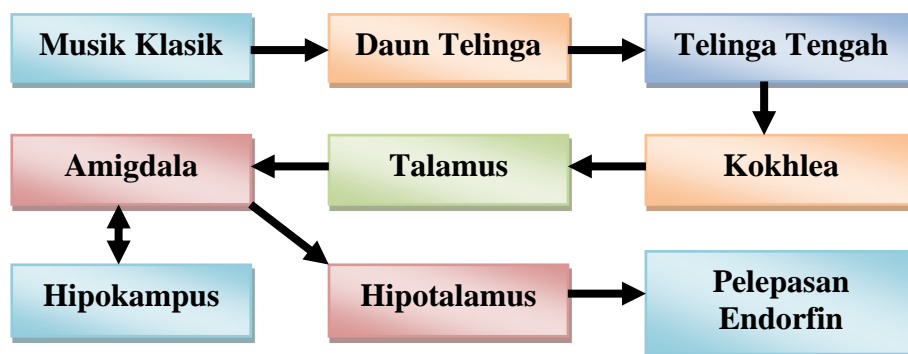 Musik Klasik
Daun Telinga
Telinga Tengah
Amigdala
Talamus
Kokhlea
Hipokampus
Hipotalamus
Pelepasan
Endorfin